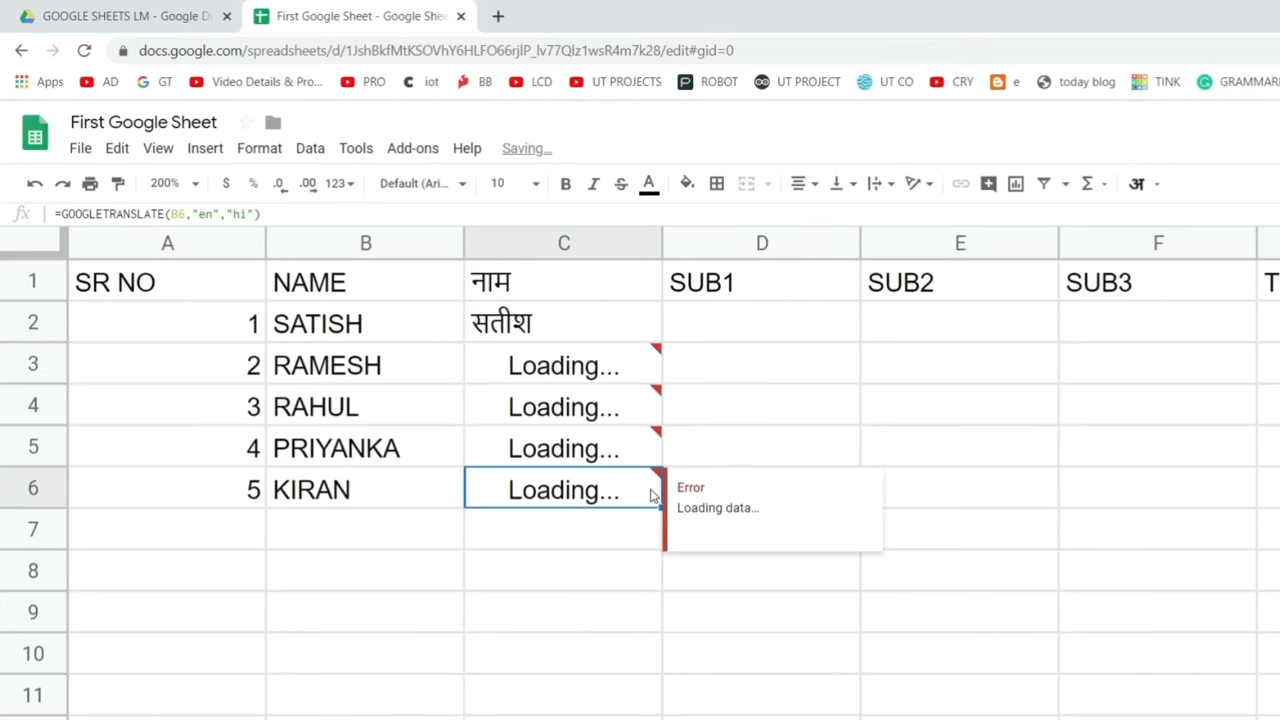 GOOGLE SHEETS LM - Google D
First Google Sheet - Google She
docs.google.com/spreadsheets/d/1JshBkfMtKSOVhY6HLFO66rjlP_lv77Qlz1wsR4m7k28/edit#gid=0
Apps AD GT Video Details & Pro... PRO iot BB LCD UT PROJECTS ROBOT UT PROJECT UT CO CRY e today blog TINK GRAMMAR
First Google Sheet
File Edit View Insert Format Data Tools Add-ons Help Saving...
200% $ % .0 .00 123 Default (Ari... 10 B I S A Σ अ
fx =GOOGLETRANSLATE(B6,"en","hi")
A B C D E F
1 SR NO NAME नाम SUB1 SUB2 SUB3 T
2 1 SATISH सतीश
3 2 RAMESH Loading...
4 3 RAHUL Loading...
5 4 PRIYANKA Loading...
6 5 KIRAN Loading... Error
Loading data...
7
8
9
10
11